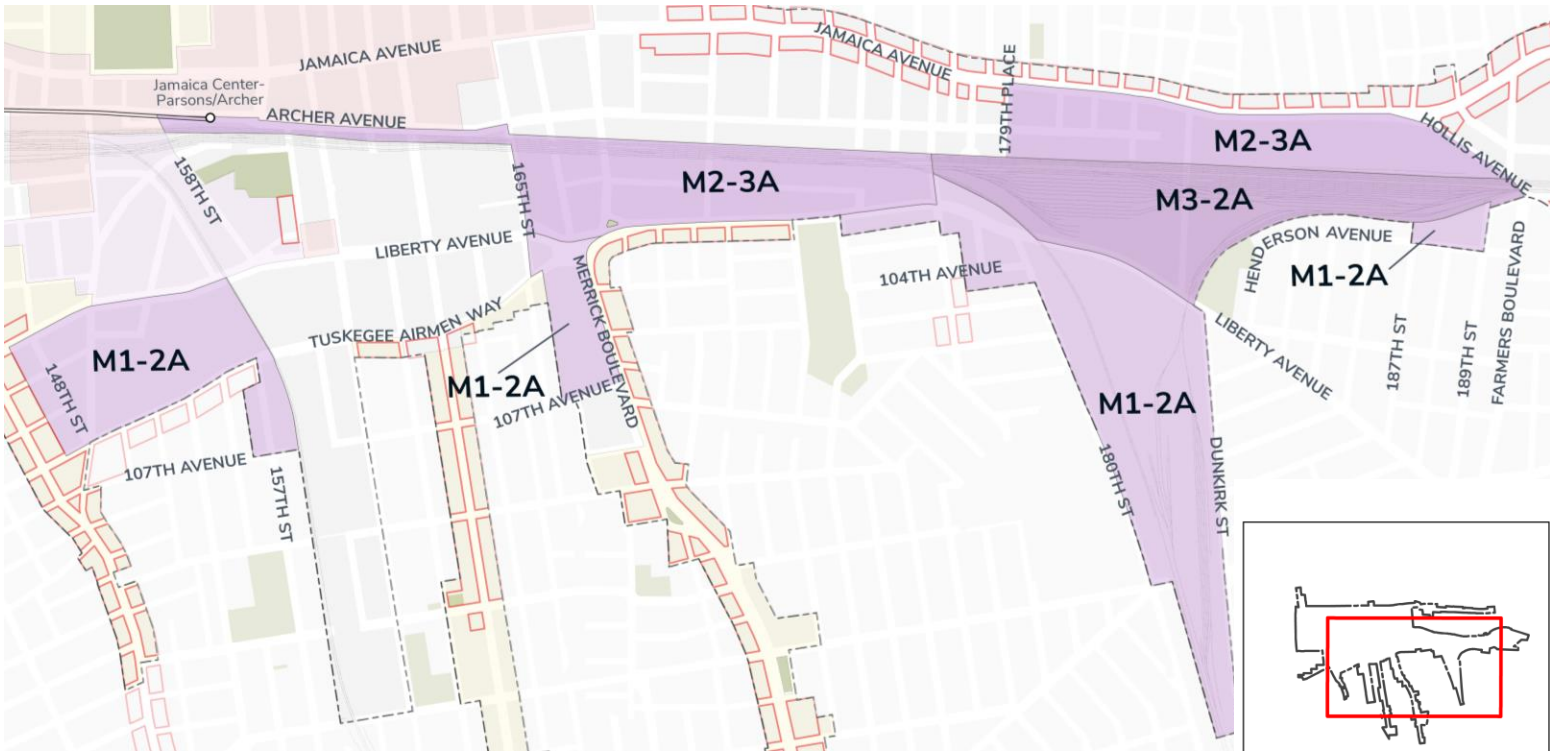 JAMAICA AVENUE
JAMAICA AVENUE
179TH PLACE
Jamaica Center-
Parsons/Archer
ARCHER AVENUE
HOLLIS AVENUE
M2-3A
158TH ST
165TH ST
M2-3A
M3-2A
LIBERTY AVENUE
HENDERSON AVENUE
FARMERS BOULEVARD
MERRICK BOULEVARD
104TH AVENUE
M1-2A
TUSKEGEE AIRMEN WAY
LIBERTY AVENUE
187TH ST
189TH ST
M1-2A
148TH ST
M1-2A
107TH AVENUE
M1-2A
107TH AVENUE
157TH ST
180TH ST
DUNKIRK ST